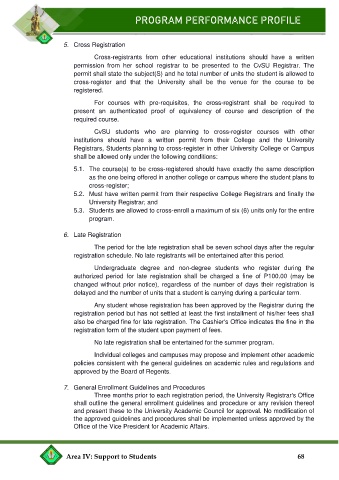 PROGRAM PERFORMANCE PROFILE
5. Cross Registration
Cross-registrants from other educational institutions should have a written
permission from her school registrar to be presented to the CvSU Registrar. The
permit shall state the subject(S) and he total number of units the student is allowed to
cross-register and that the University shall be the venue for the course to be
registered.
For courses with pre-requisites, the cross-registrant shall be required to
present an authenticated proof of equivalency of course and description of the
required course.
CvSU students who are planning to cross-register courses with other
institutions should have a written permit from their College and the University
Registrars, Students planning to cross-register in other University College or Campus
shall be allowed only under the following conditions:
5.1. The course(s) to be cross-registered should have exactly the same description
as the one being offered in another college or campus where the student plans to
cross-register;
5.2. Must have written permit from their respective College Registrars and finally the
University Registrar; and
5.3. Students are allowed to cross-enroll a maximum of six (6) units only for the entire
program.
6. Late Registration
The period for the late registration shall be seven school days after the regular
registration schedule. No late registrants will be entertained after this period.
Undergraduate degree and non-degree students who register during the
authorized period for late registration shall be charged a fine of P100.00 (may be
changed without prior notice), regardless of the number of days their registration is
delayed and the number of units that a student is carrying during a particular term.
Any student whose registration has been approved by the Registrar during the
registration period but has not settled at least the first installment of his/her fees shall
also be charged fine for late registration. The Cashier's Office indicates the fine in the
registration form of the student upon payment of fees.
No late registration shall be entertained for the summer program.
Individual colleges and campuses may propose and implement other academic
policies consistent with the general guidelines on academic rules and regulations and
approved by the Board of Regents.
7. General Enrollment Guidelines and Procedures
Three months prior to each registration period, the University Registrar's Office
shall outline the general enrollment guidelines and procedure or any revision thereof
and present these to the University Academic Council for approval. No modification of
the approved guidelines and procedures shall be implemented unless approved by the
Office of the Vice President for Academic Affairs.
Area IV: Support to Students 68